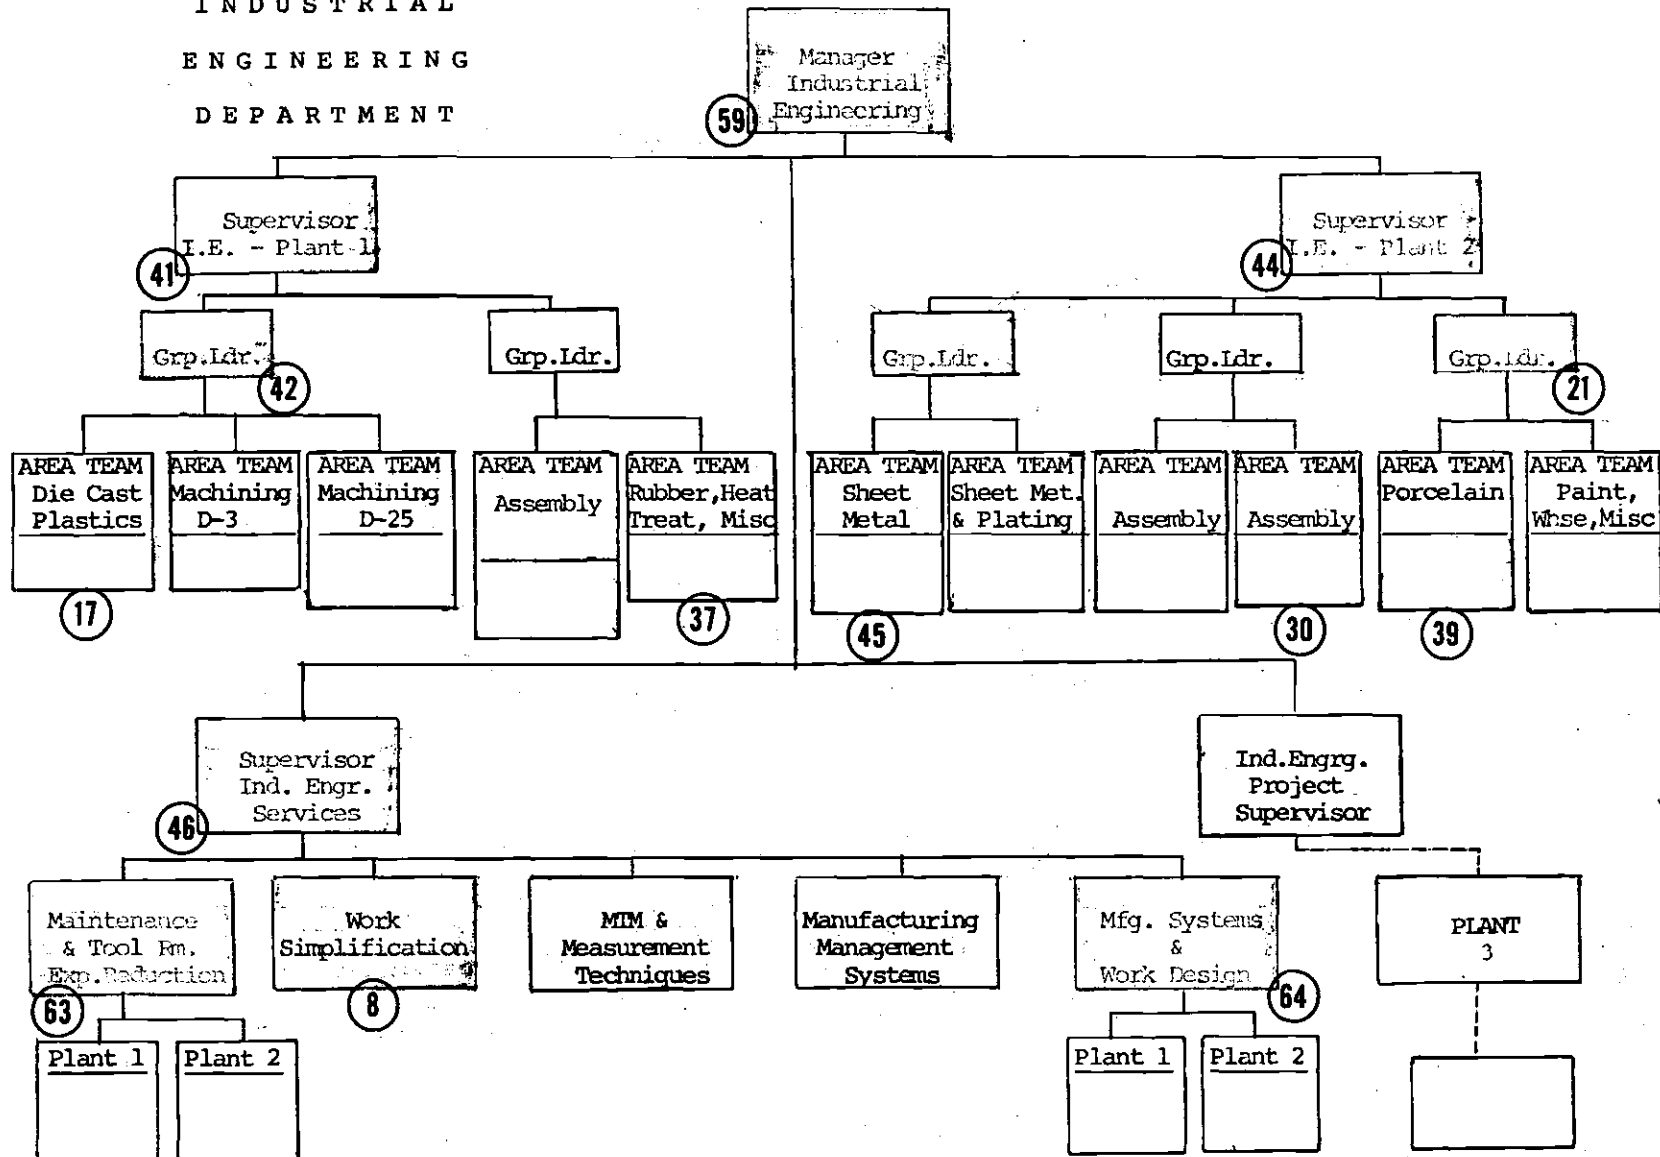 I N D U S T R I A L
E N G I N E E R I N G
D E P A R T M E N T
Manager
Industrial
Engineering
59
Supervisor
I.E. - Plant 1
41
Supervisor
I.E. - Plant 2
44
Grp.Ldr.
42
Grp.Ldr.
Grp.Ldr.
Grp.Ldr.
Grp.Ldr.
21
AREA TEAM
Die Cast
Plastics
17
AREA TEAM
Machining
D-3
AREA TEAM
Machining
D-25
AREA TEAM
Assembly
AREA TEAM
Rubber,Heat
Treat, Misc
37
AREA TEAM
Sheet
Metal
45
AREA TEAM
Sheet Met.
& Plating
AREA TEAM
Assembly
AREA TEAM
Assembly
30
AREA TEAM
Porcelain
39
AREA TEAM
Paint,
Whse,Misc
Supervisor
Ind. Engr.
Services
46
Ind.Engrg.
Project
Supervisor
Maintenance
& Tool Rm.
Exp.Reduction
63
Work
Simplification
8
MTM &
Measurement
Techniques
Manufacturing
Management
Systems
Mfg. Systems
&
Work Design
64
PLANT
3
Plant 1
Plant 2
Plant 1
Plant 2